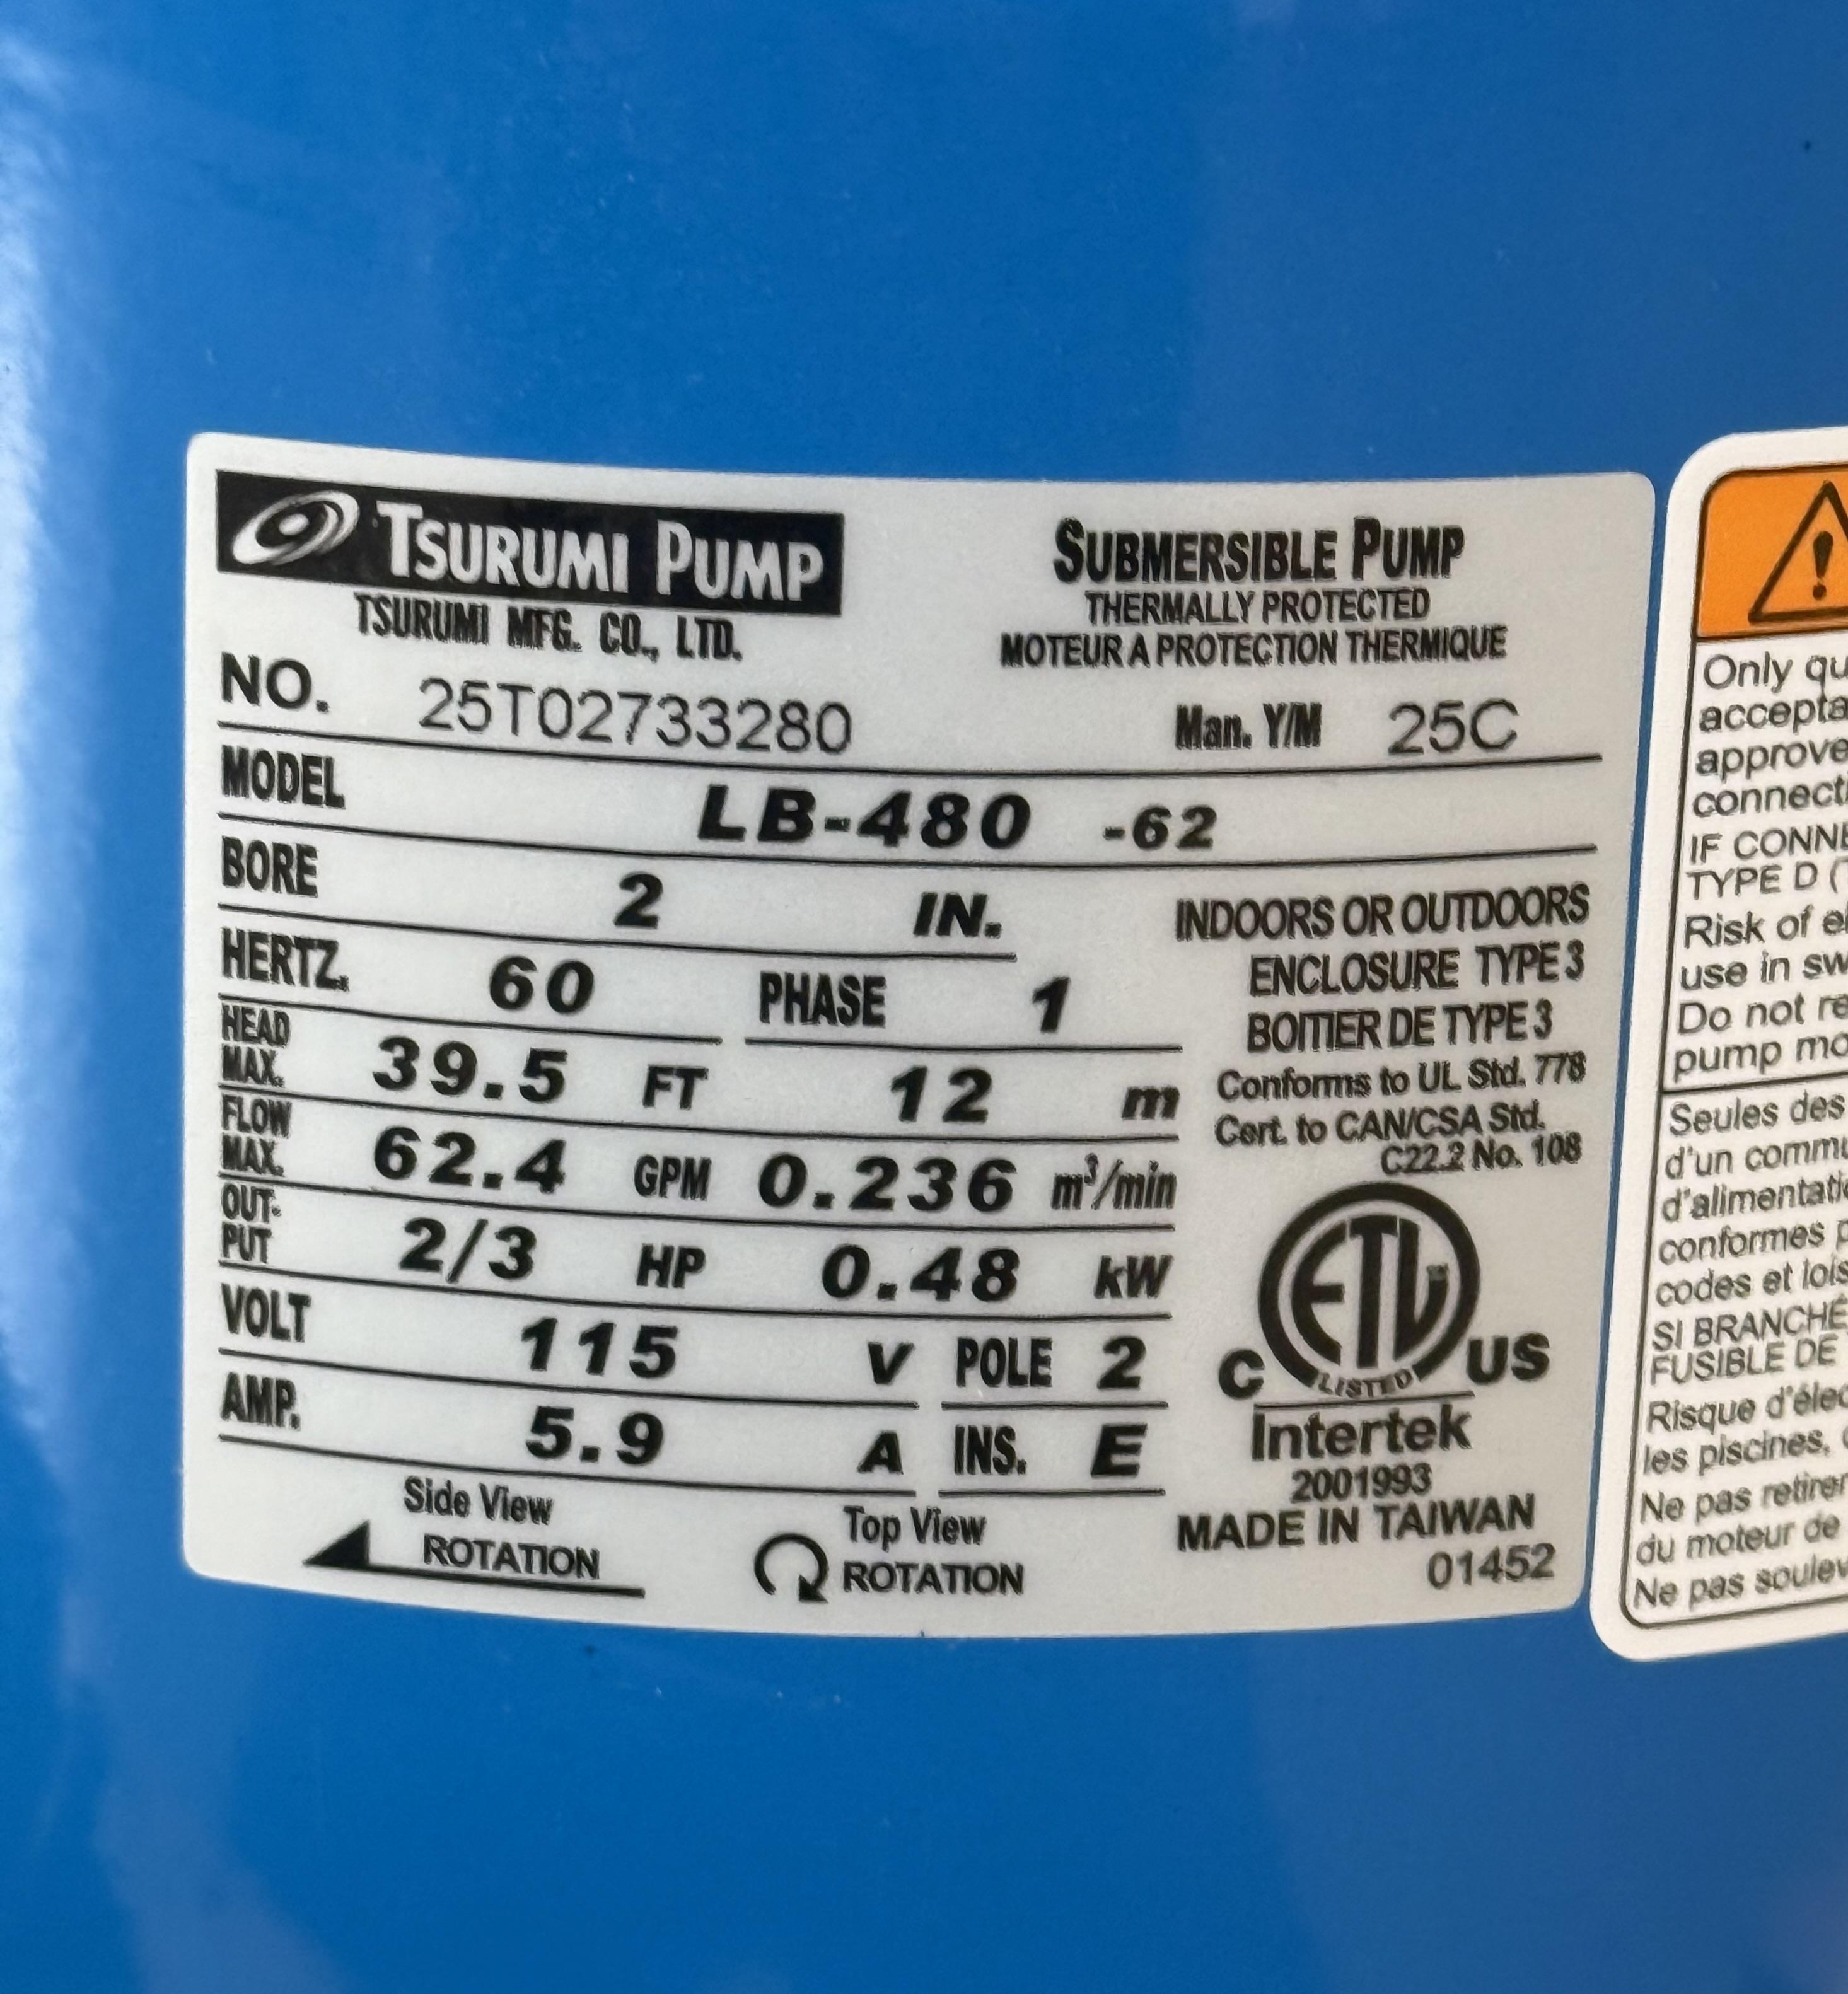 TSURUMI PUMP
TSURUMI MFG. CO., LTD.
SUBMERSIBLE PUMP
THERMALLY PROTECTED
MOTEUR A PROTECTION THERMIQUE
NO. 25T02733280 Man. Y/M 25C
MODEL LB-480 -62
BORE 2 IN.
HERTZ. 60 PHASE 1
HEAD MAX. 39.5 FT 12 m
FLOW MAX. 62.4 GPM 0.236 m³/min
OUT-PUT 2/3 HP 0.48 kW
VOLT 115 V POLE 2
AMP. 5.9 A INS. E
Side View
ROTATION
Top View
ROTATION
INDOORS OR OUTDOORS
ENCLOSURE TYPE 3
BOITIER DE TYPE 3
Conforms to UL Std. 778
Cert. to CAN/CSA Std.
C22.2 No. 108
C ETL US
LISTED
Intertek
2001993
MADE IN TAIWAN
01452
Only qu
accepta
approve
connecti
IF CONNE
TYPE D (
Risk of el
use in sw
Do not re
pump mo
Seules des
d'un commu
d'alimentati
conformes p
codes et lois
SI BRANCHÉ
FUSIBLE DE
Risque d'élec
les piscines,
Ne pas retirer
du moteur de
Ne pas soulev